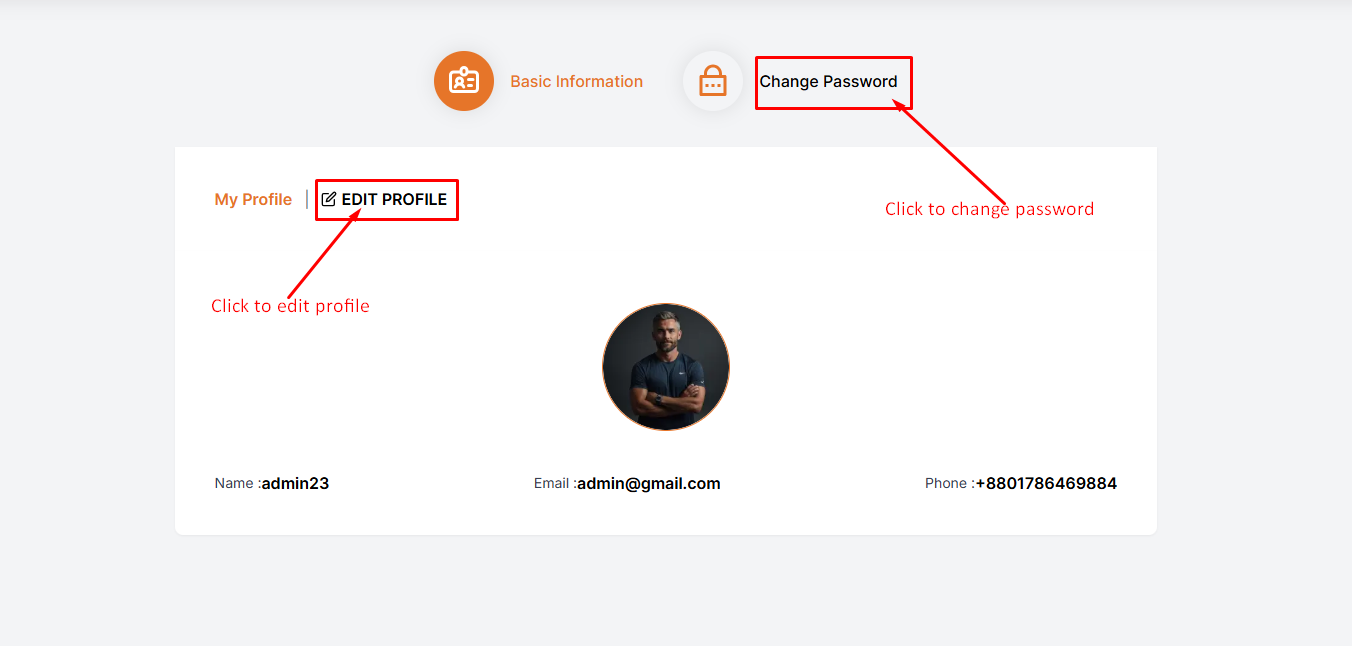 Basic Information
Change Password
My Profile | EDIT PROFILE
Click to change password
Click to edit profile
Name :admin23
Email :admin@gmail.com
Phone :+8801786469884